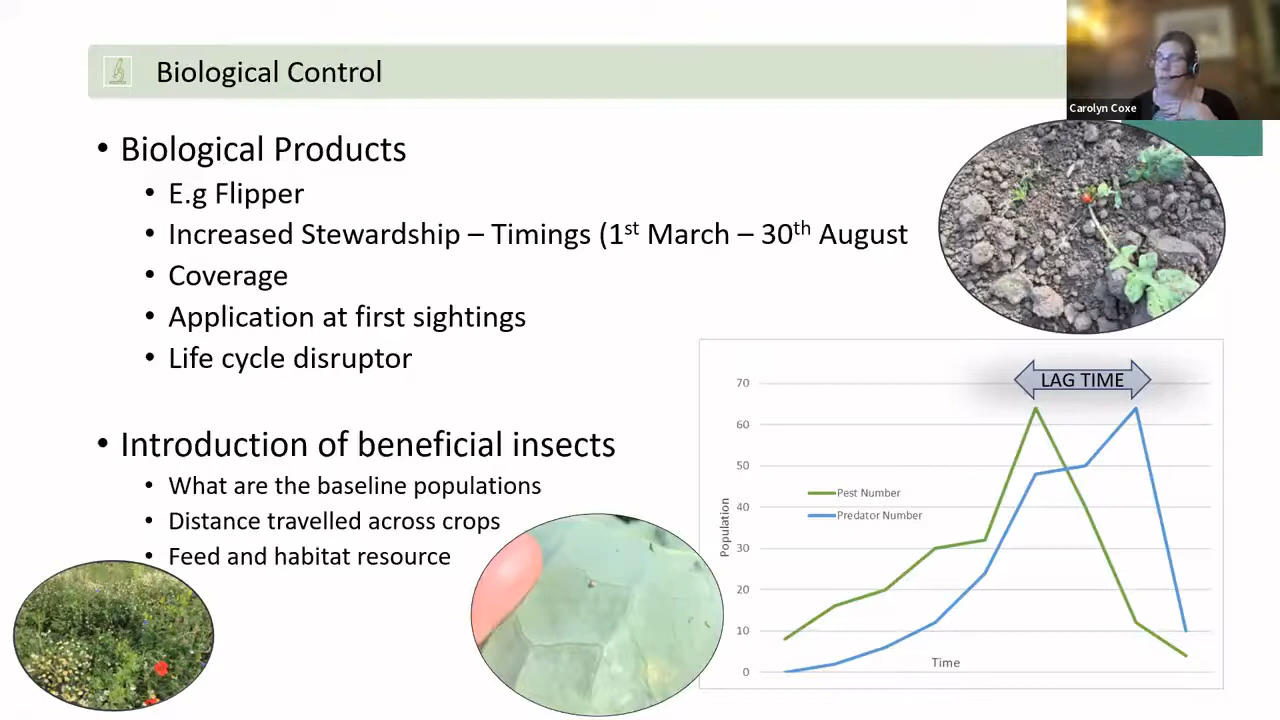 Biological Control
Carolyn Coxe
• Biological Products
• E.g Flipper
• Increased Stewardship – Timings (1st March – 30th August
• Coverage
• Application at first sightings
• Life cycle disruptor
• Introduction of beneficial insects
• What are the baseline populations
• Distance travelled across crops
• Feed and habitat resource
LAG TIME
70
60
50
40
30
20
10
0
Population
Pest Number
Predator Number
Time